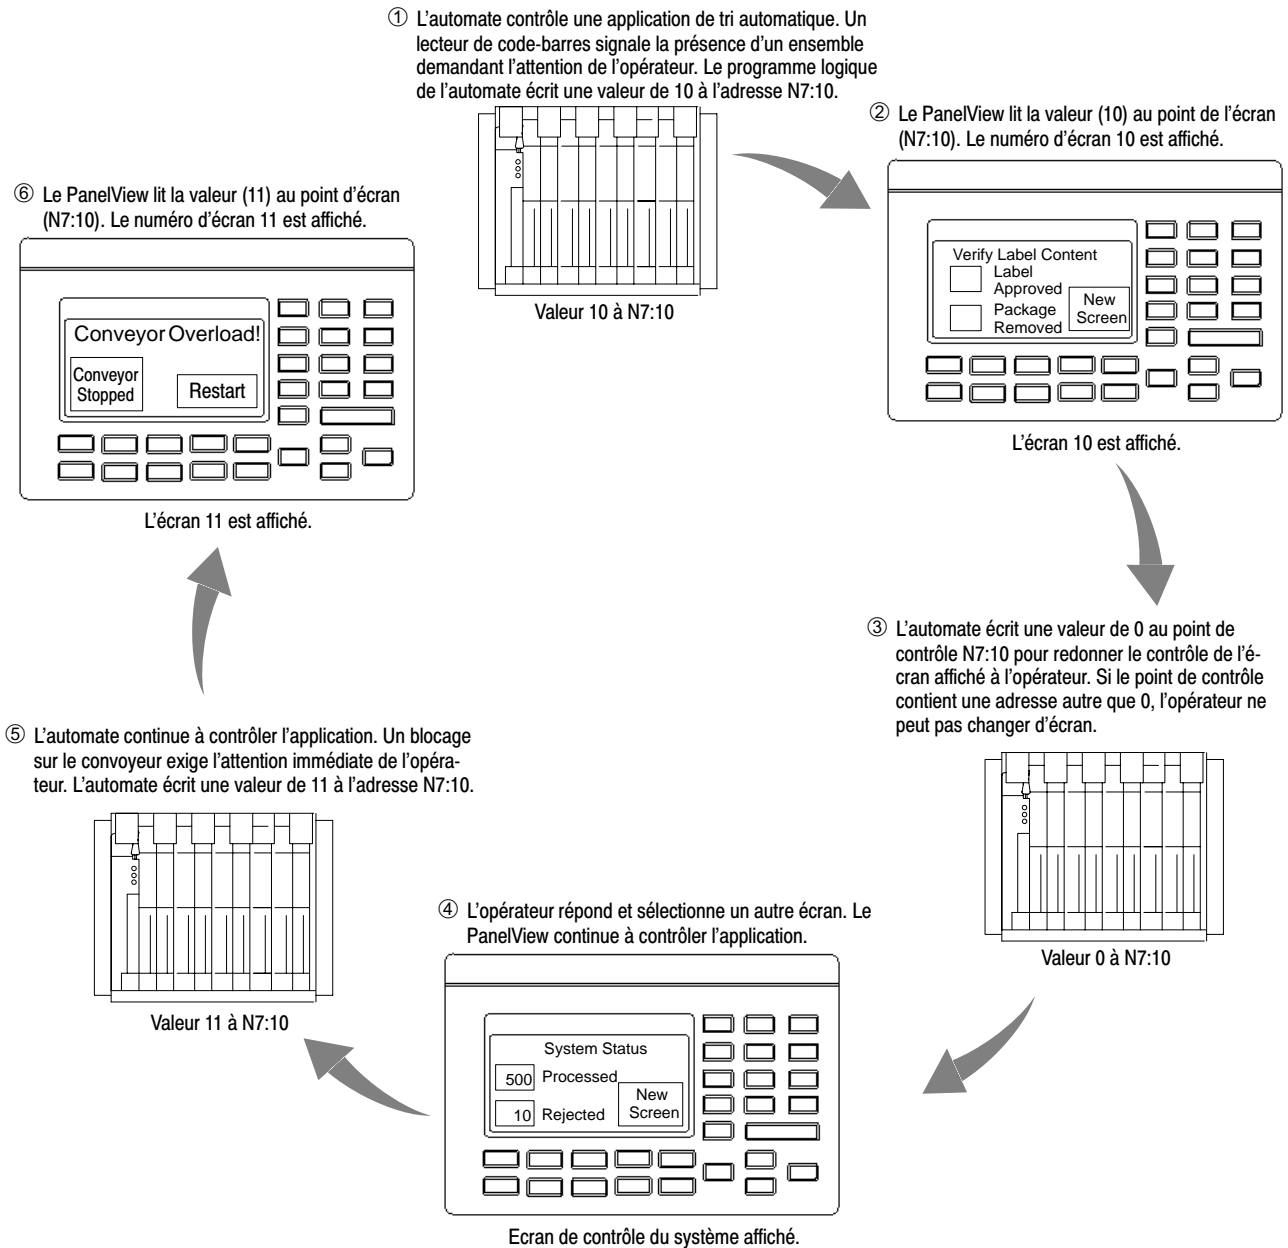 ① L'automate contrôle une application de tri automatique. Un
lecteur de code-barres signale la présence d'un ensemble
demandant l'attention de l'opérateur. Le programme logique
de l'automate écrit une valeur de 10 à l'adresse N7:10.
Valeur 10 à N7:10
② Le PanelView lit la valeur (10) au point de l'écran
(N7:10). Le numéro d'écran 10 est affiché.
Verify Label Content
Label
Approved
Package
Removed
New
Screen
L'écran 10 est affiché.
③ L'automate écrit une valeur de 0 au point de
contrôle N7:10 pour redonner le contrôle de l'é-
cran affiché à l'opérateur. Si le point de contrôle
contient une adresse autre que 0, l'opérateur ne
peut pas changer d'écran.
Valeur 0 à N7:10
④ L'opérateur répond et sélectionne un autre écran. Le
PanelView continue à contrôler l'application.
System Status
500 Processed
10 Rejected
New
Screen
Ecran de contrôle du système affiché.
⑤ L'automate continue à contrôler l'application. Un blocage
sur le convoyeur exige l'attention immédiate de l'opéra-
teur. L'automate écrit une valeur de 11 à l'adresse N7:10.
Valeur 11 à N7:10
⑥ Le PanelView lit la valeur (11) au point d'écran
(N7:10). Le numéro d'écran 11 est affiché.
Conveyor Overload!
Conveyor
Stopped
Restart
L'écran 11 est affiché.